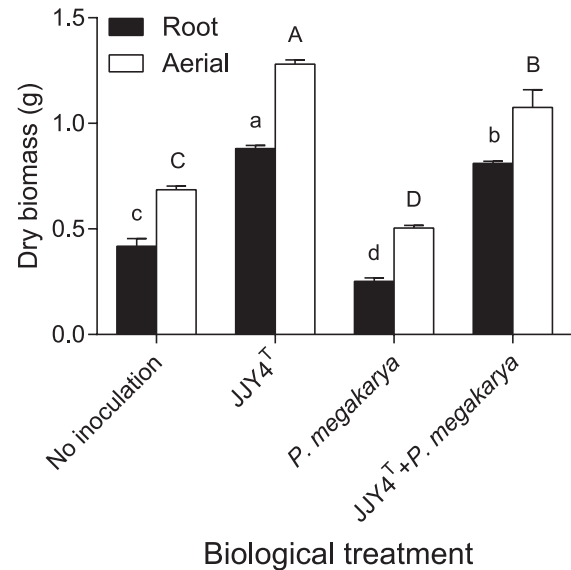 Root
Aerial
Dry biomass (g)
1.5
1.0
0.5
0.0
c
C
a
A
d
D
b
B
No inoculation
JJY4ᵀ
P. megakarya
JJY4ᵀ+P. megakarya
Biological treatment